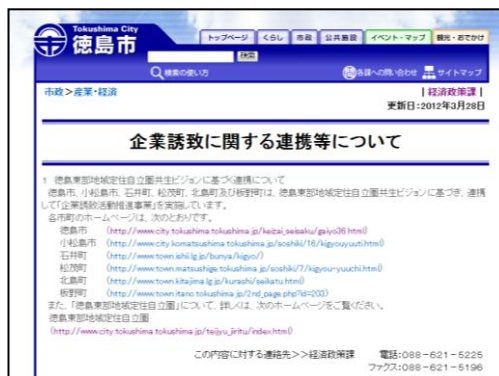 Tokushima City
徳島市
トップページ くらし 市政 公共施設 イベント・マップ 観光・おでかけ
検索
検索の使い方 各課への問い合わせ サイトマップ
市政>産業・経済 |経済政策課|
更新日:2012年3月28日
企業誘致に関する連携等について
1 徳島東部地域定住自立圏共生ビジョンに基づく連携について
徳島市、小松島市、石井町、松茂町、北島町及び板野町は、徳島東部地域定住自立圏共生ビジョンに基づき、連携
して「企業誘致活動推進事業」を実施しています。
各市町のホームページは、次のとおりです。
徳島市 (http://www.city.tokushima.tokushima.jp/keizai_seisaku/gaiyo36.html)
小松島市 (http://www.city.komatsushima.tokushima.jp/soshiki/16/kigyouyuuti.html)
石井町 (http://www.town.ishii.lg.jp/bunya/kigyo/)
松茂町 (http://www.town.matsushige.tokushima.jp/soshiki/7/kigyou-yuuchi.html)
北島町 (http://www.town.kitajima.lg.jp/kurashi/seikatu.html)
板野町 (http://www.town.itano.tokushima.jp/2nd_page.php?id=203)
また、「徳島東部地域定住自立圏」について、詳しくは、次のホームページをご覧ください。
徳島東部地域定住自立圏
(http://www.city.tokushima.tokushima.jp/teijyu_jiritu/index.html)
この内容に対する連絡先>>経済政策課 電話:088-621-5225
ファクス:088-621-5196